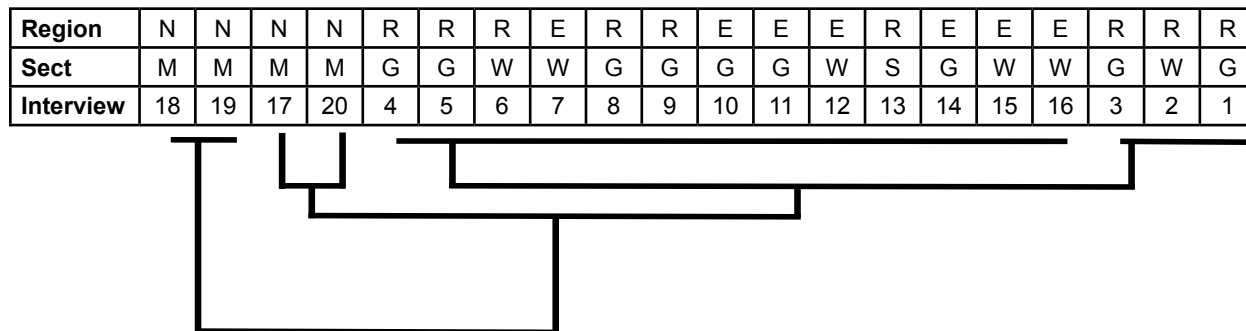 Region N N N N R R R E R R E E E R E E E R R R
Sect M M M M G G W W G G G G W S G W W G W G
Interview 18 19 17 20 4 5 6 7 8 9 10 11 12 13 14 15 16 3 2 1